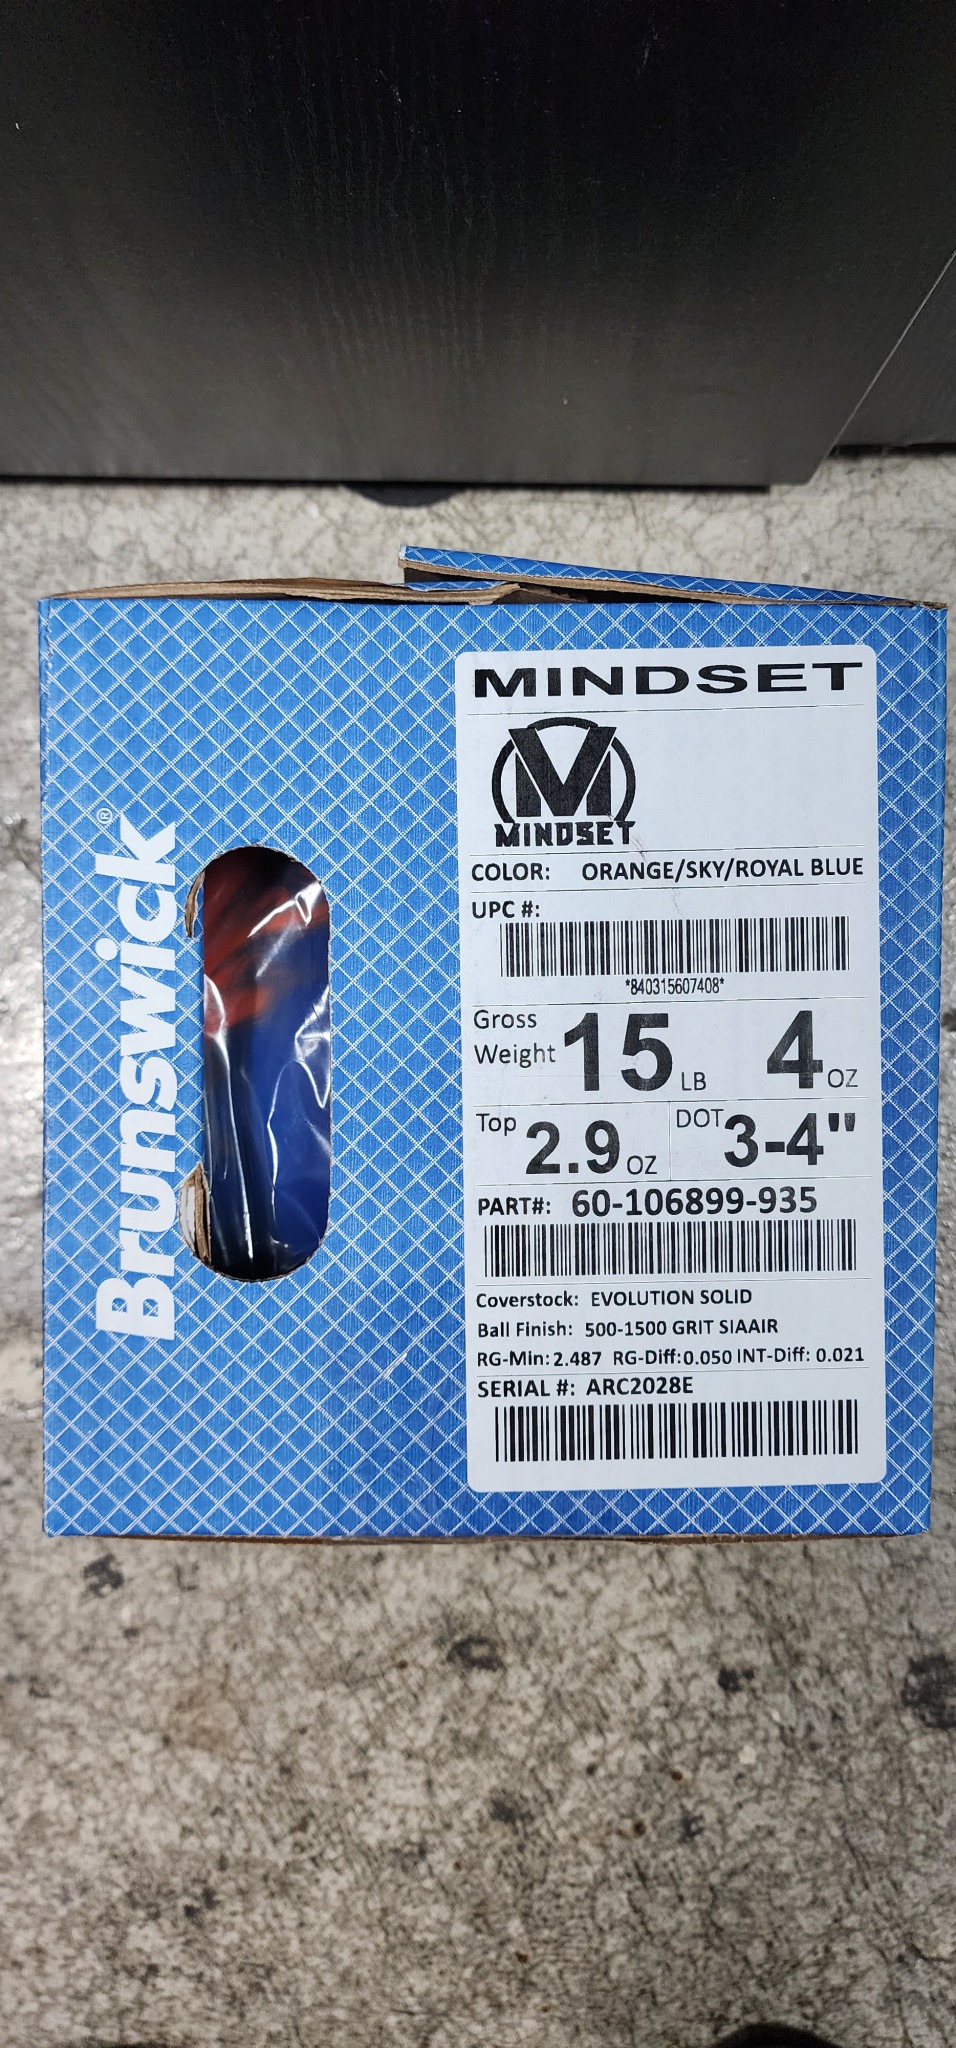 Brunswick®
MINDSET
M
MINDSET
COLOR: ORANGE/SKY/ROYAL BLUE
UPC #:
*840315607408*
Gross Weight 15 LB 4 OZ
Top 2.9 OZ DOT 3-4"
PART#: 60-106899-935
Coverstock: EVOLUTION SOLID
Ball Finish: 500-1500 GRIT SIAAIR
RG-Min: 2.487 RG-Diff: 0.050 INT-Diff: 0.021
SERIAL #: ARC2028E